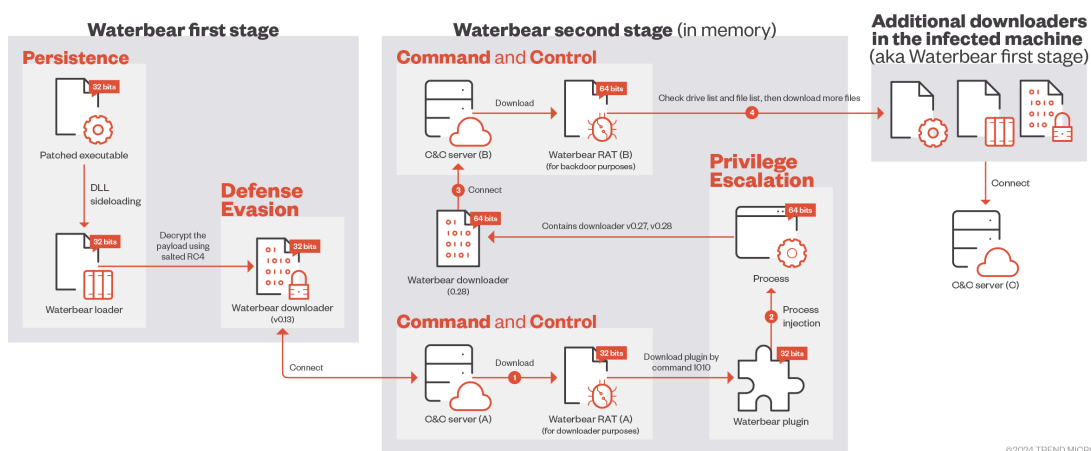 Waterbear first stage
Persistence
32 bits
Patched executable
DLL
sideloading
32 bits
Waterbear loader
Decrypt the
payload using
salted RC4
Defense
Evasion
32 bits
Waterbear downloader
(v0.13)
Connect
Waterbear second stage (in memory)
Command and Control
C&C server (B)
Download
64 bits
Waterbear RAT (B)
(for backdoor purposes)
Check drive list and file list, then download more files
4
3
Connect
64 bits
Waterbear downloader
(0.28)
Contains downloader v0.27, v0.28
Privilege
Escalation
64 bits
Process
2
Process
injection
32 bits
Waterbear plugin
Command and Control
C&C server (A)
Download
1
32 bits
Waterbear RAT (A)
(for downloader purposes)
Download plugin by
command 1010
Additional downloaders
in the infected machine
(aka Waterbear first stage)
Connect
C&C server (C)
©2024 TREND